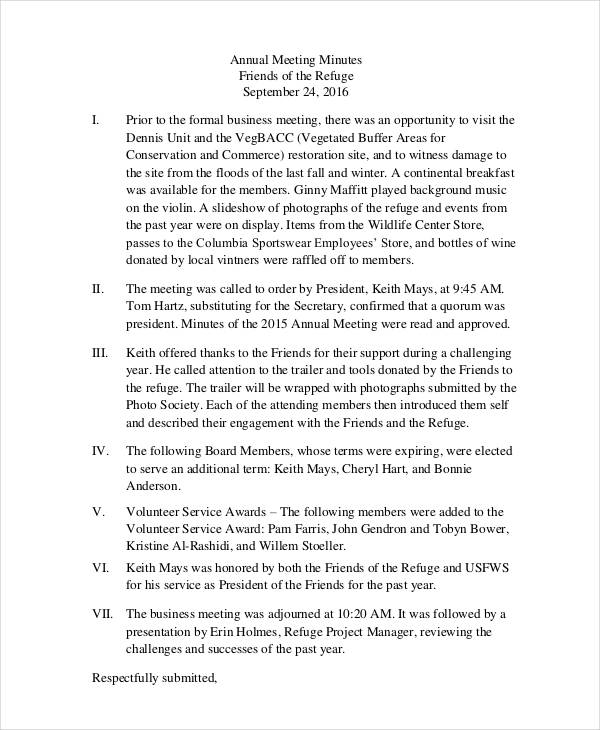 Annual Meeting Minutes
Friends of the Refuge
September 24, 2016
I. Prior to the formal business meeting, there was an opportunity to visit the
Dennis Unit and the VegBACC (Vegetated Buffer Areas for
Conservation and Commerce) restoration site, and to witness damage to
the site from the floods of the last fall and winter. A continental breakfast
was available for the members. Ginny Maffitt played background music
on the violin. A slideshow of photographs of the refuge and events from
the past year were on display. Items from the Wildlife Center Store,
passes to the Columbia Sportswear Employees’ Store, and bottles of wine
donated by local vintners were raffled off to members.
II. The meeting was called to order by President, Keith Mays, at 9:45 AM.
Tom Hartz, substituting for the Secretary, confirmed that a quorum was
president. Minutes of the 2015 Annual Meeting were read and approved.
III. Keith offered thanks to the Friends for their support during a challenging
year. He called attention to the trailer and tools donated by the Friends to
the refuge. The trailer will be wrapped with photographs submitted by the
Photo Society. Each of the attending members then introduced them self
and described their engagement with the Friends and the Refuge.
IV. The following Board Members, whose terms were expiring, were elected
to serve an additional term: Keith Mays, Cheryl Hart, and Bonnie
Anderson.
V. Volunteer Service Awards – The following members were added to the
Volunteer Service Award: Pam Farris, John Gendron and Tobyn Bower,
Kristine Al-Rashidi, and Willem Stoeller.
VI. Keith Mays was honored by both the Friends of the Refuge and USFWS
for his service as President of the Friends for the past year.
VII. The business meeting was adjourned at 10:20 AM. It was followed by a
presentation by Erin Holmes, Refuge Project Manager, reviewing the
challenges and successes of the past year.
Respectfully submitted,